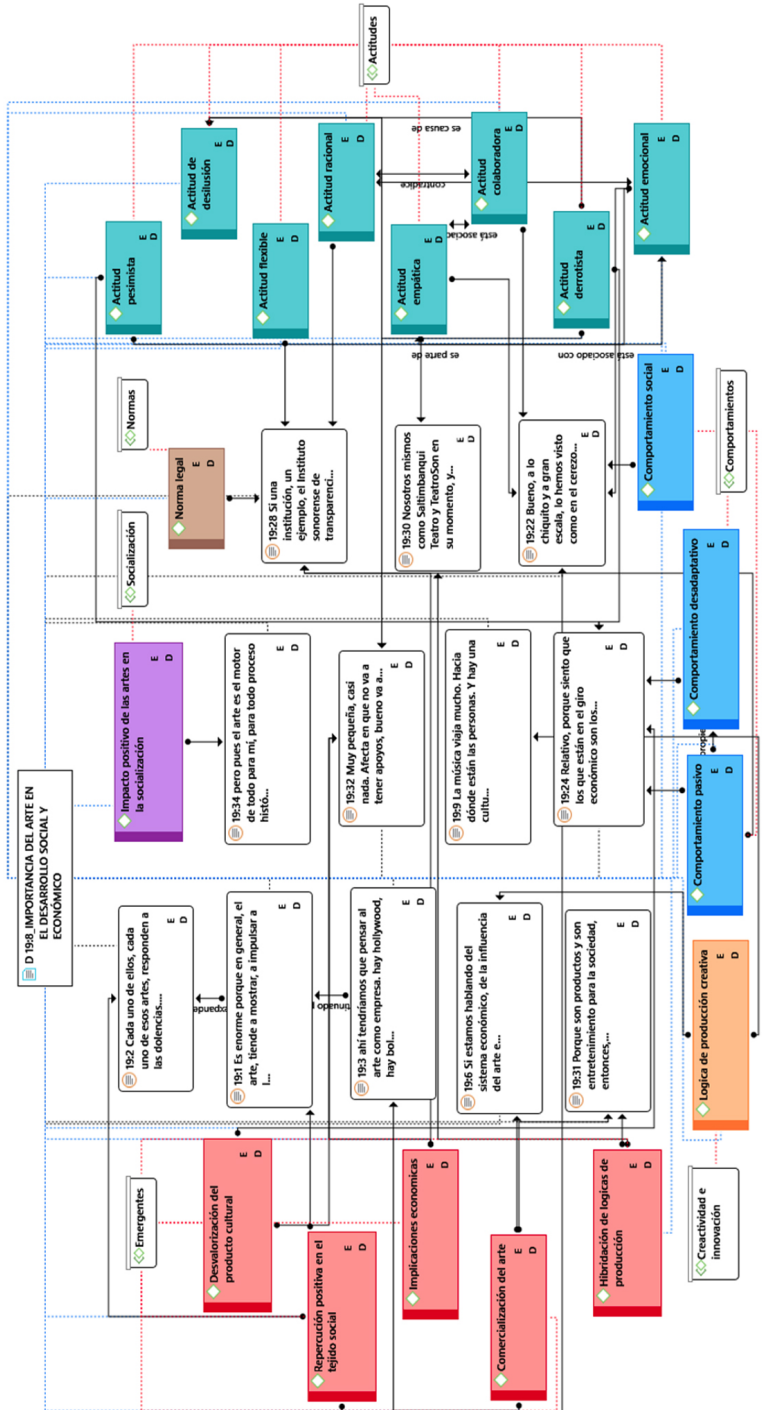 D 19:8_IMPORTANCIA DEL ARTE EN
EL DESARROLLO SOCIAL Y
ECONÓMICO
Emergentes
Socialización
Normas
Actitudes
Repercución positiva en el
tejido social
E
D
Desvalorización del
producto cultural
E
D
19:2 Cada uno de ellos, cada
uno de esos artes, responden a
las dolencias....
E
D
Impacto positivo de las artes en
la socialización
E
D
Norma legal
E
D
Actitud
pesimista
E
D
Actitud de
desilusión
E
D
expande
19:1 Es enorme porque en general, el
arte, tiende a mostrar, a impulsar a
l...
E
D
19:34 pero pues el arte es el motor
de todo para mí, para todo proceso
histó...
E
D
19:28 Si una
institución, un
ejemplo, el Instituto
sonorense de
transparenci...
E
D
Actitud flexible
E
D
Actitud racional
E
D
Implicaciones economicas
E
D
19:3 ahí tendríamos que pensar al
arte como empresa. hay hollywood,
hay bol...
E
D
19:32 Muy pequeña, casi
nada. Afecta en que no va a
tener apoyos, bueno va a...
E
D
19:30 Nosotros mismos
como Saltimbanqui
Teatro y TeatroSon en
su momento, y...
E
D
es parte de
contradice
es causa de
Actitud
empática
E
D
está asociac
Actitud
colaboradora
E
D
Comercialización del arte
E
D
19:6 Si estamos hablando del
sistema económico, de la influencia
del arte e...
E
D
19:9 La música viaja mucho. Hacia
dónde están las personas. Y hay una
cultu...
E
D
19:22 Bueno, a lo
chiquito y a gran
escala, lo hemos visto
como en el cerezo...
E
D
Actitud
derrotista
E
D
está asociado con
Hibridación de logicas de
producción
E
D
19:31 Porque son productos y son
entretenimiento para la sociedad,
entonces,...
E
D
19:24 Relativo, porque siento que
los que están en el giro
económico son los...
E
D
Comportamiento social
E
D
Actitud emocional
E
D
Creactividad e
innovación
Logica de producción creativa
E
D
Comportamiento pasivo
E
D
Comportamiento desadaptativo
E
D
Comportamientos